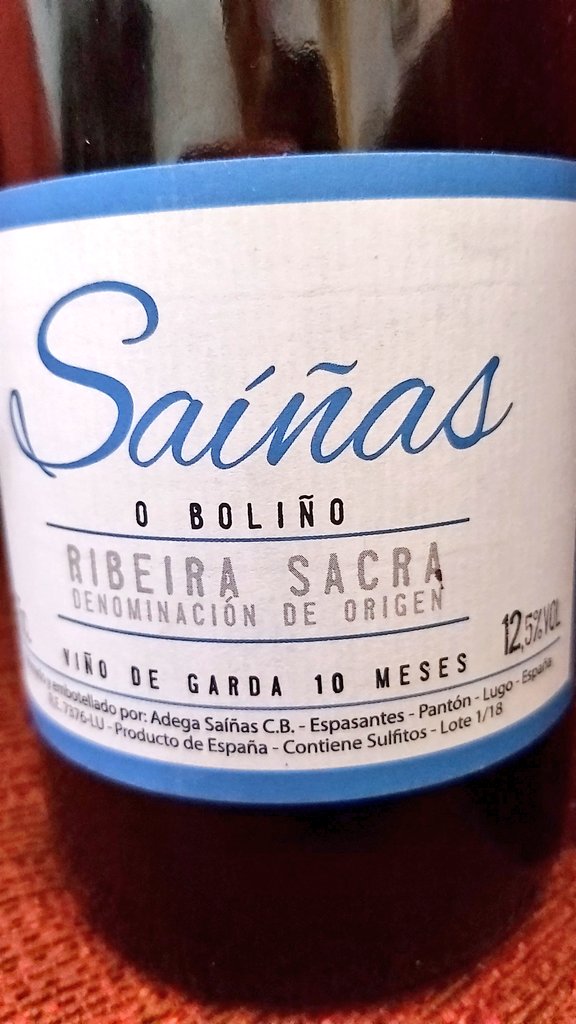 Saíñas
O BOLIÑO
RIBEIRA SACRA
DENOMINACIÓN DE ORIGEN
12,5%VOL
VIÑO DE GARDA 10 MESES
y embotellado por: Adega Saíñas C.B. - Espasantes - Pantón - Lugo - España
R.E.7376-LU - Producto de España - Contiene Sulfitos - Lote 1/18